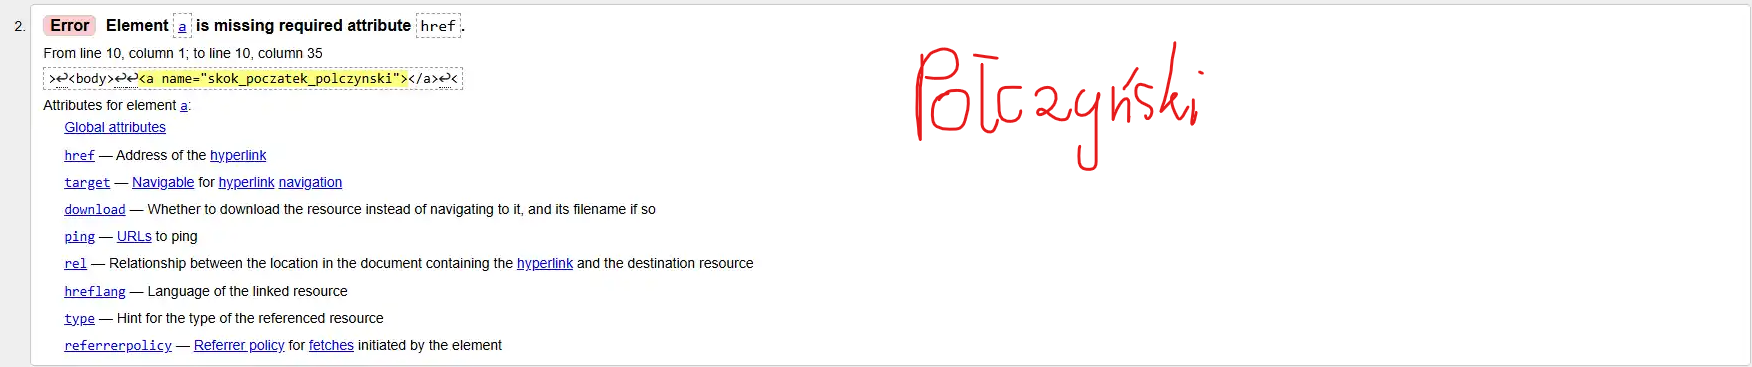 2. Error Element a is missing required attribute href.
From line 10, column 1; to line 10, column 35
>↩<body>↩↩<a name="skok_poczatek_polczynski"></a>↩<
Połczyński
Attributes for element a:
Global attributes
href — Address of the hyperlink
target — Navigable for hyperlink navigation
download — Whether to download the resource instead of navigating to it, and its filename if so
ping — URLs to ping
rel — Relationship between the location in the document containing the hyperlink and the destination resource
hreflang — Language of the linked resource
type — Hint for the type of the referenced resource
referrerpolicy — Referrer policy for fetches initiated by the element